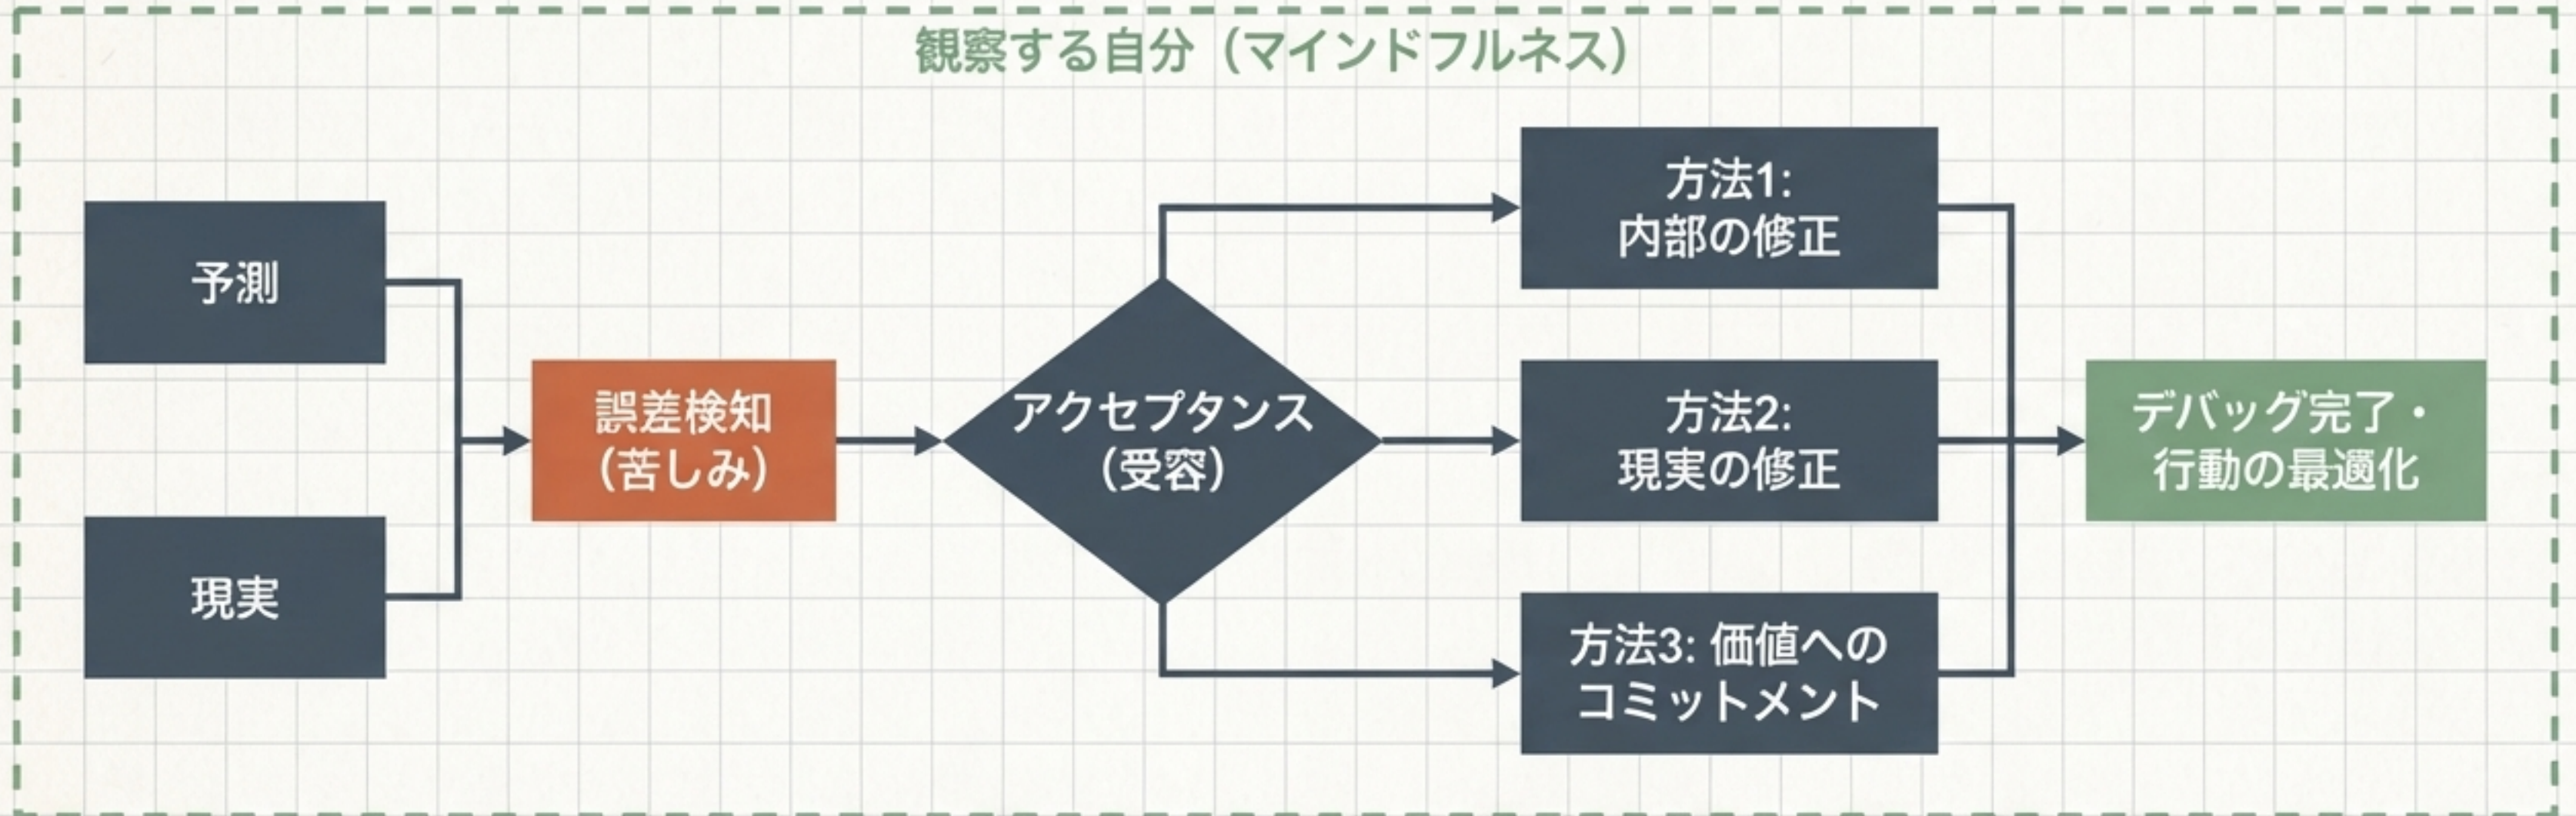 観察する自分（マインドフルネス）
予測
現実
誤差検知
（苦しみ）
アクセプタンス
（受容）
方法1:
内部の修正
方法2:
現実の修正
方法3: 価値への
コミットメント
デバッグ完了・
行動の最適化